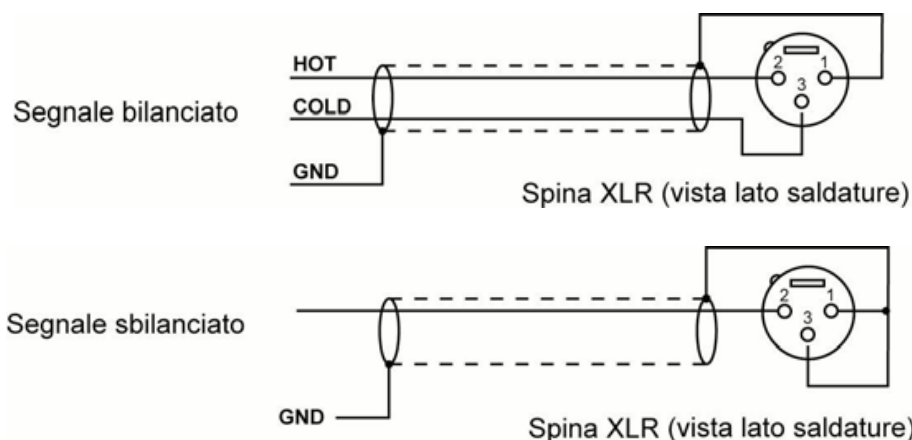 HOT
2
1
3
Segnale bilanciato
COLD
GND
Spina XLR (vista lato saldature)
2
1
3
Segnale sbilanciato
GND
Spina XLR (vista lato saldature)